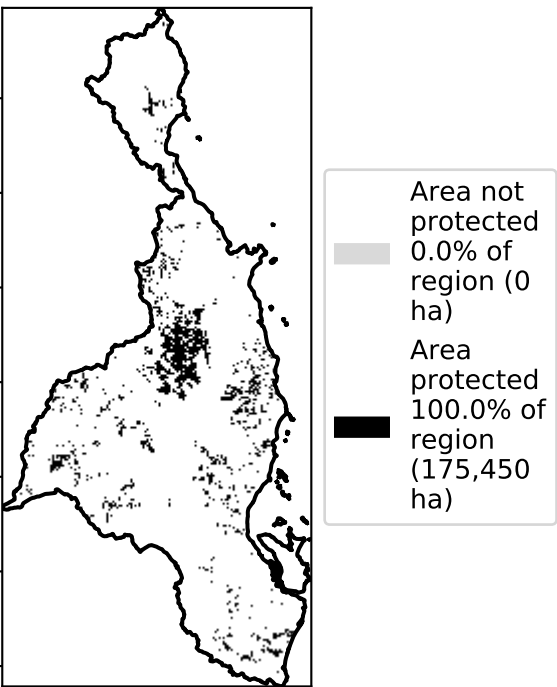 Area not
protected
0.0% of
region (0
ha)
Area
protected
100.0% of
region
(175,450
ha)